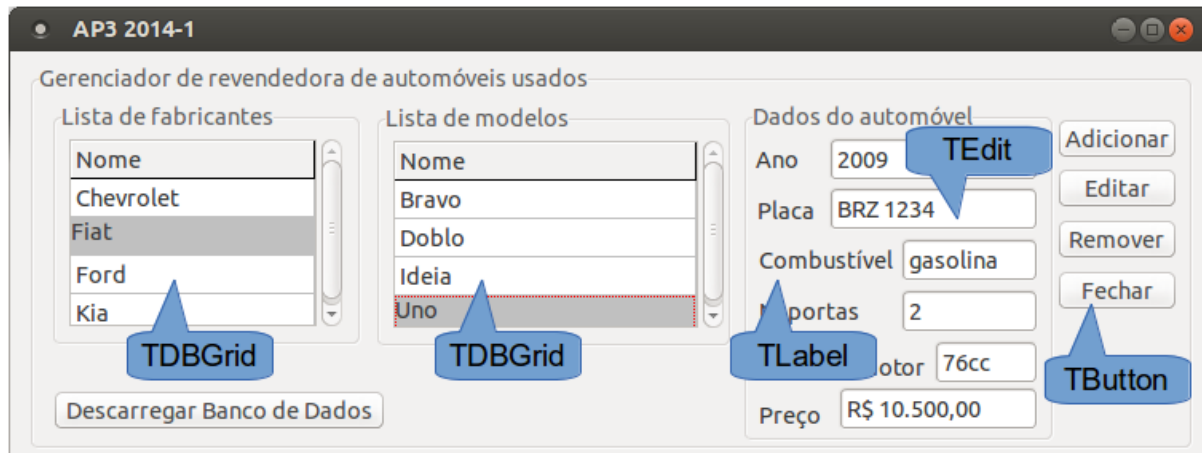 AP3 2014-1
Gerenciador de revendedora de automóveis usados
Lista de fabricantes
Nome
Chevrolet
Fiat
Ford
Kia
TDBGrid
Descarregar Banco de Dados
Lista de modelos
Nome
Bravo
Doblo
Ideia
Uno
TDBGrid
Dados do automóvel
Ano 2009
TEdit
Placa BRZ 1234
Combustível gasolina
portas 2
TLabel
otor 76cc
Preço R$ 10.500,00
Adicionar
Editar
Remover
Fechar
TButton